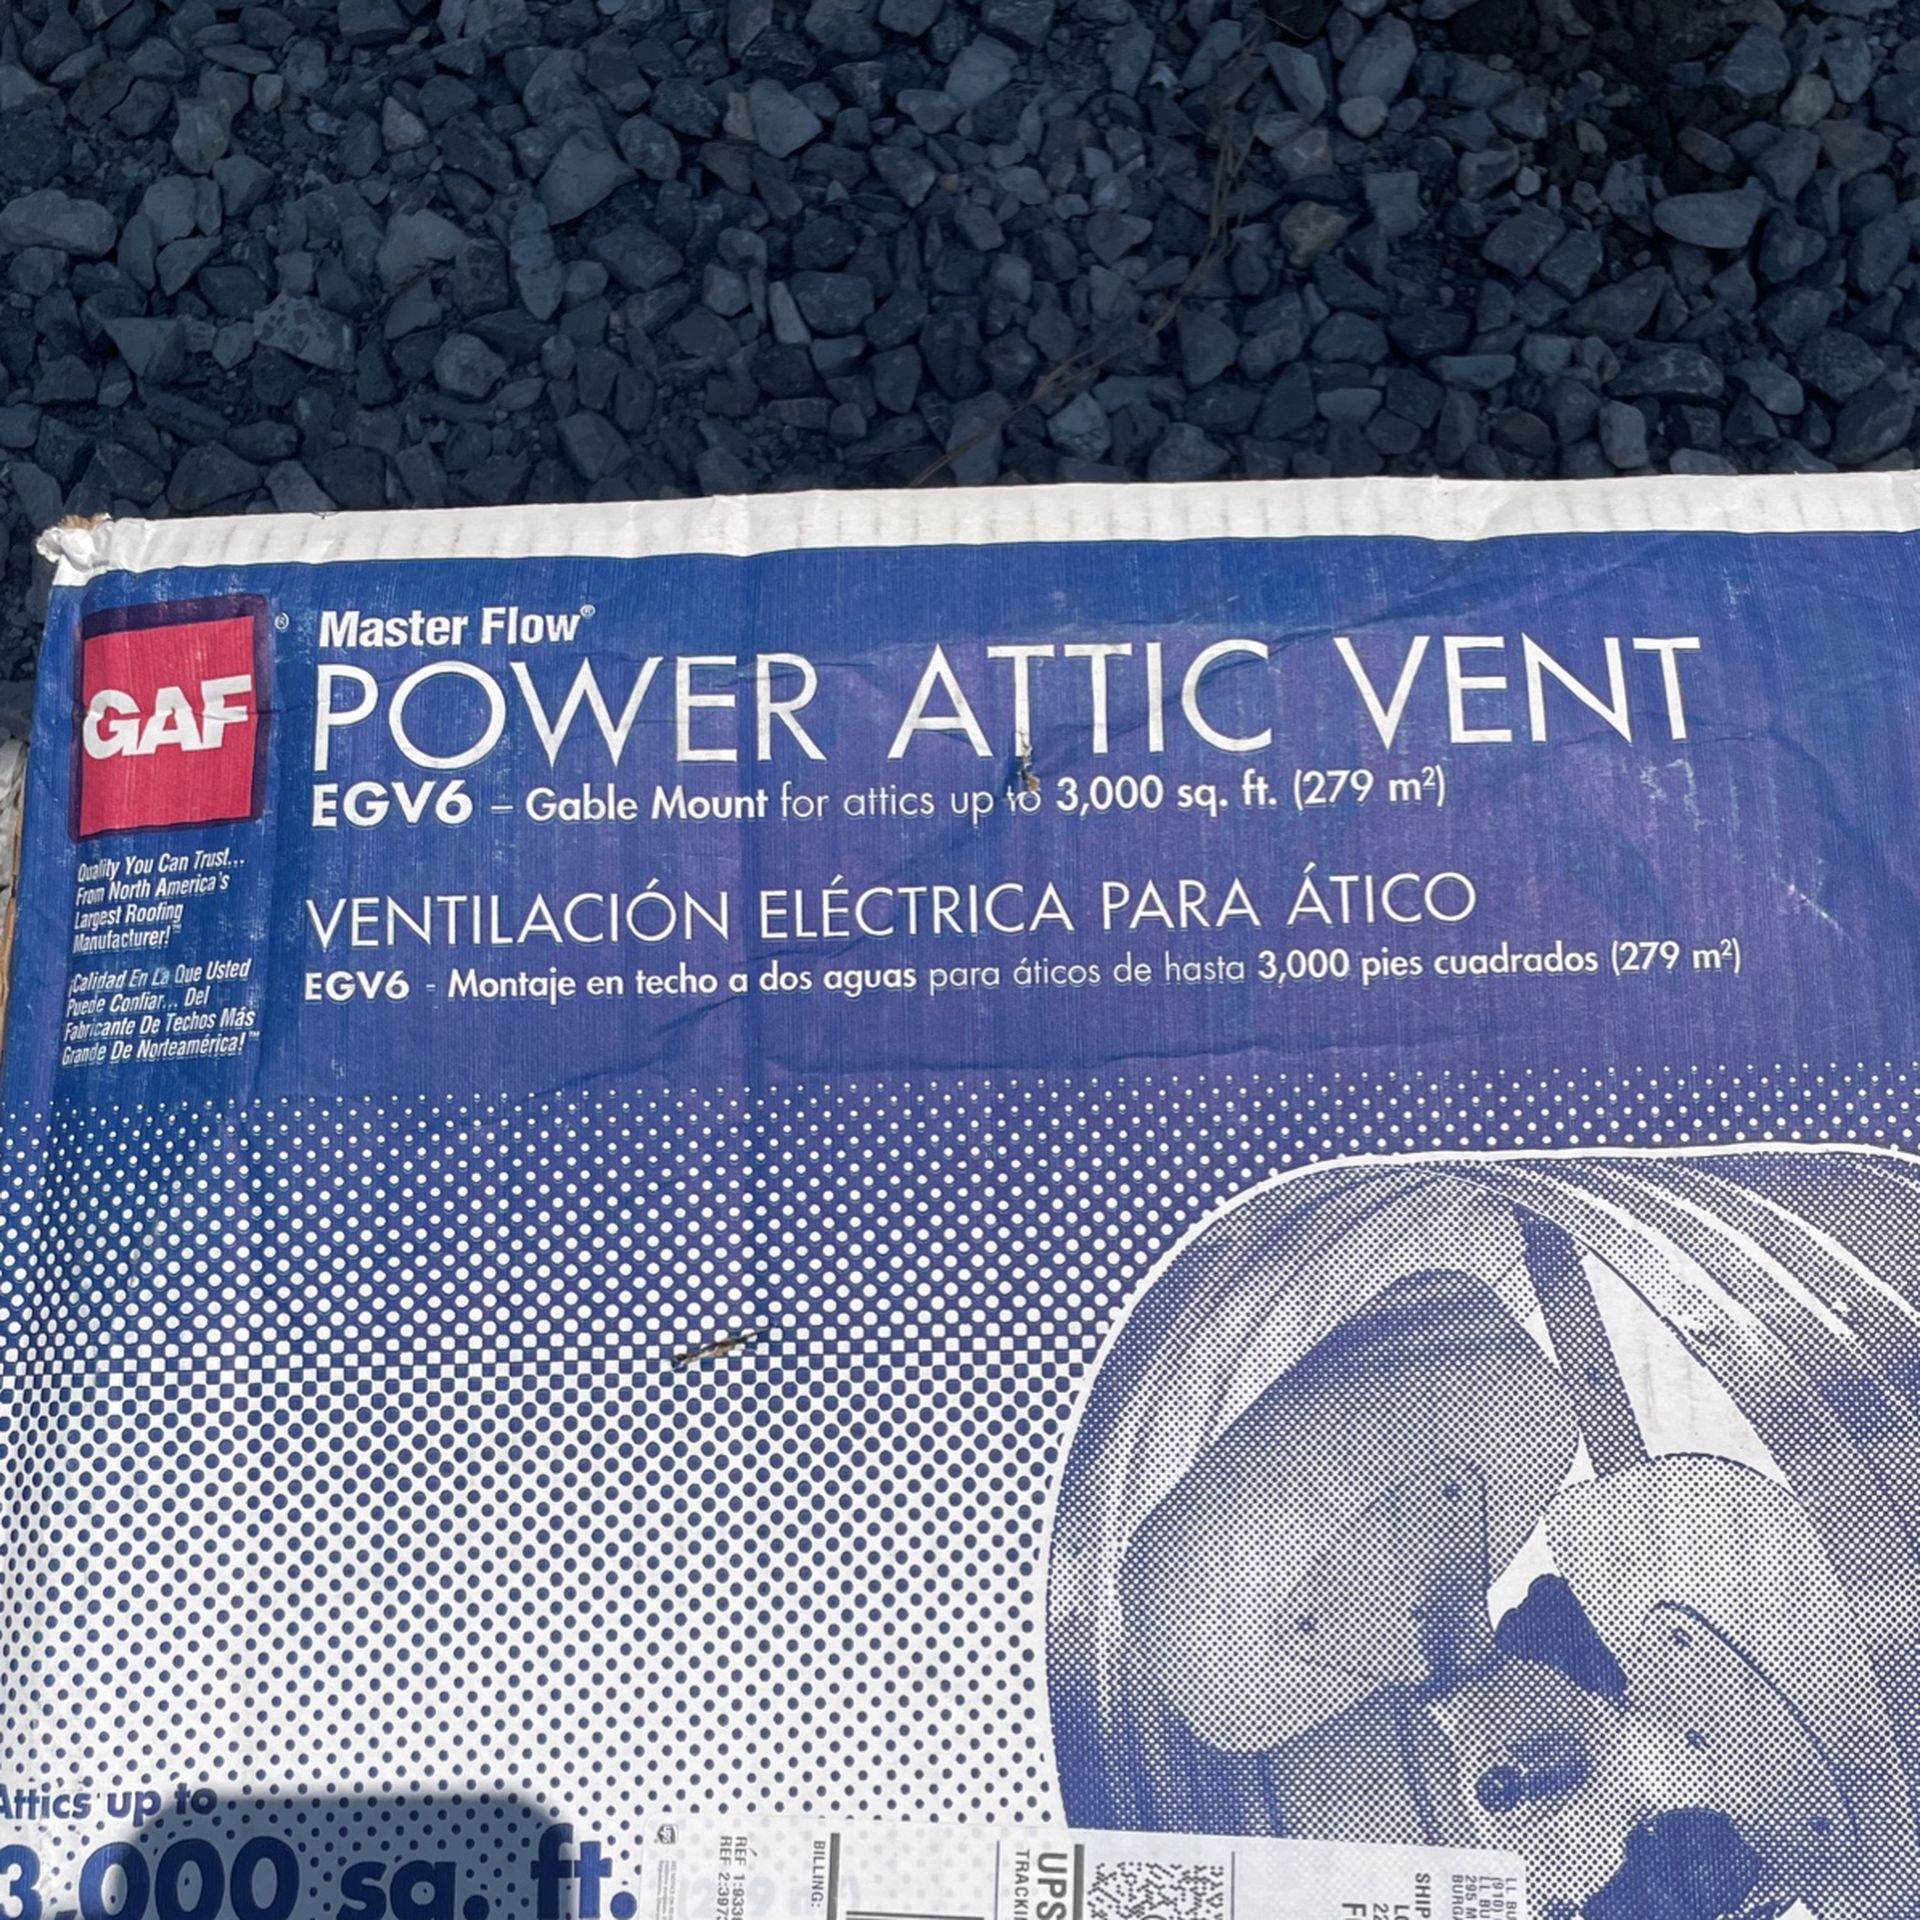 GAF®
Master Flow®
POWER ATTIC VENT
EGV6 – Gable Mount for attics up to 3,000 sq. ft. (279 m²)
Quality You Can Trust...
From North America's
Largest Roofing
Manufacturer!™
¡Calidad En La Que Usted
Puede Confiar... Del
Fabricante De Techos Más
Grande De Norteamérica!™
VENTILACIÓN ELÉCTRICA PARA ÁTICO
EGV6 - Montaje en techo a dos aguas para áticos de hasta 3,000 pies cuadrados (279 m²)
Attics up to
3,000 sq. ft.
ups
BILLING:
UPS
SHIP